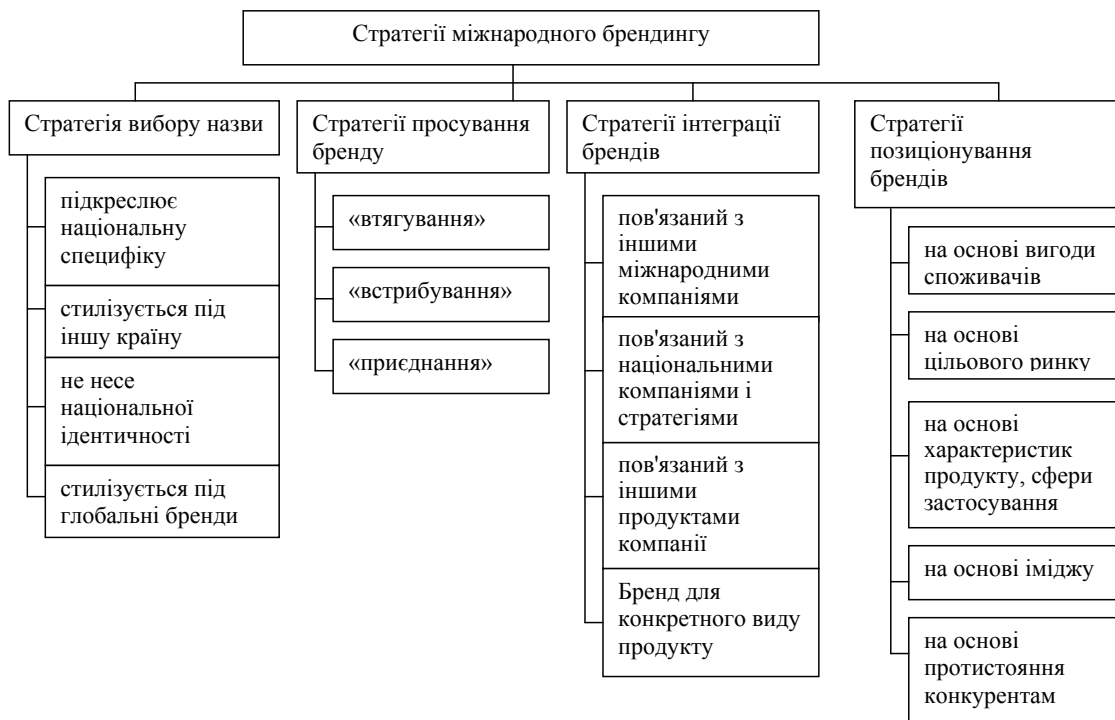 Стратегії міжнародного брендингу
Стратегія вибору назви
підкреслює
національну
специфіку
стилізується під
іншу країну
не несе
національної
ідентичності
стилізується під
глобальні бренди
Стратегії просування
бренду
«втягування»
«встрибування»
«приєднання»
Стратегії інтеграції
брендів
пов'язаний з
іншими
міжнародними
компаніями
пов'язаний з
національними
компаніями і
стратегіями
пов'язаний з
іншими
продуктами
компанії
Бренд для
конкретного виду
продукту
Стратегії
позиціонування
брендів
на основі вигоди
споживачів
на основі
цільового ринку
на основі
характеристик
продукту, сфери
застосування
на основі іміджу
на основі
протистояння
конкурентам